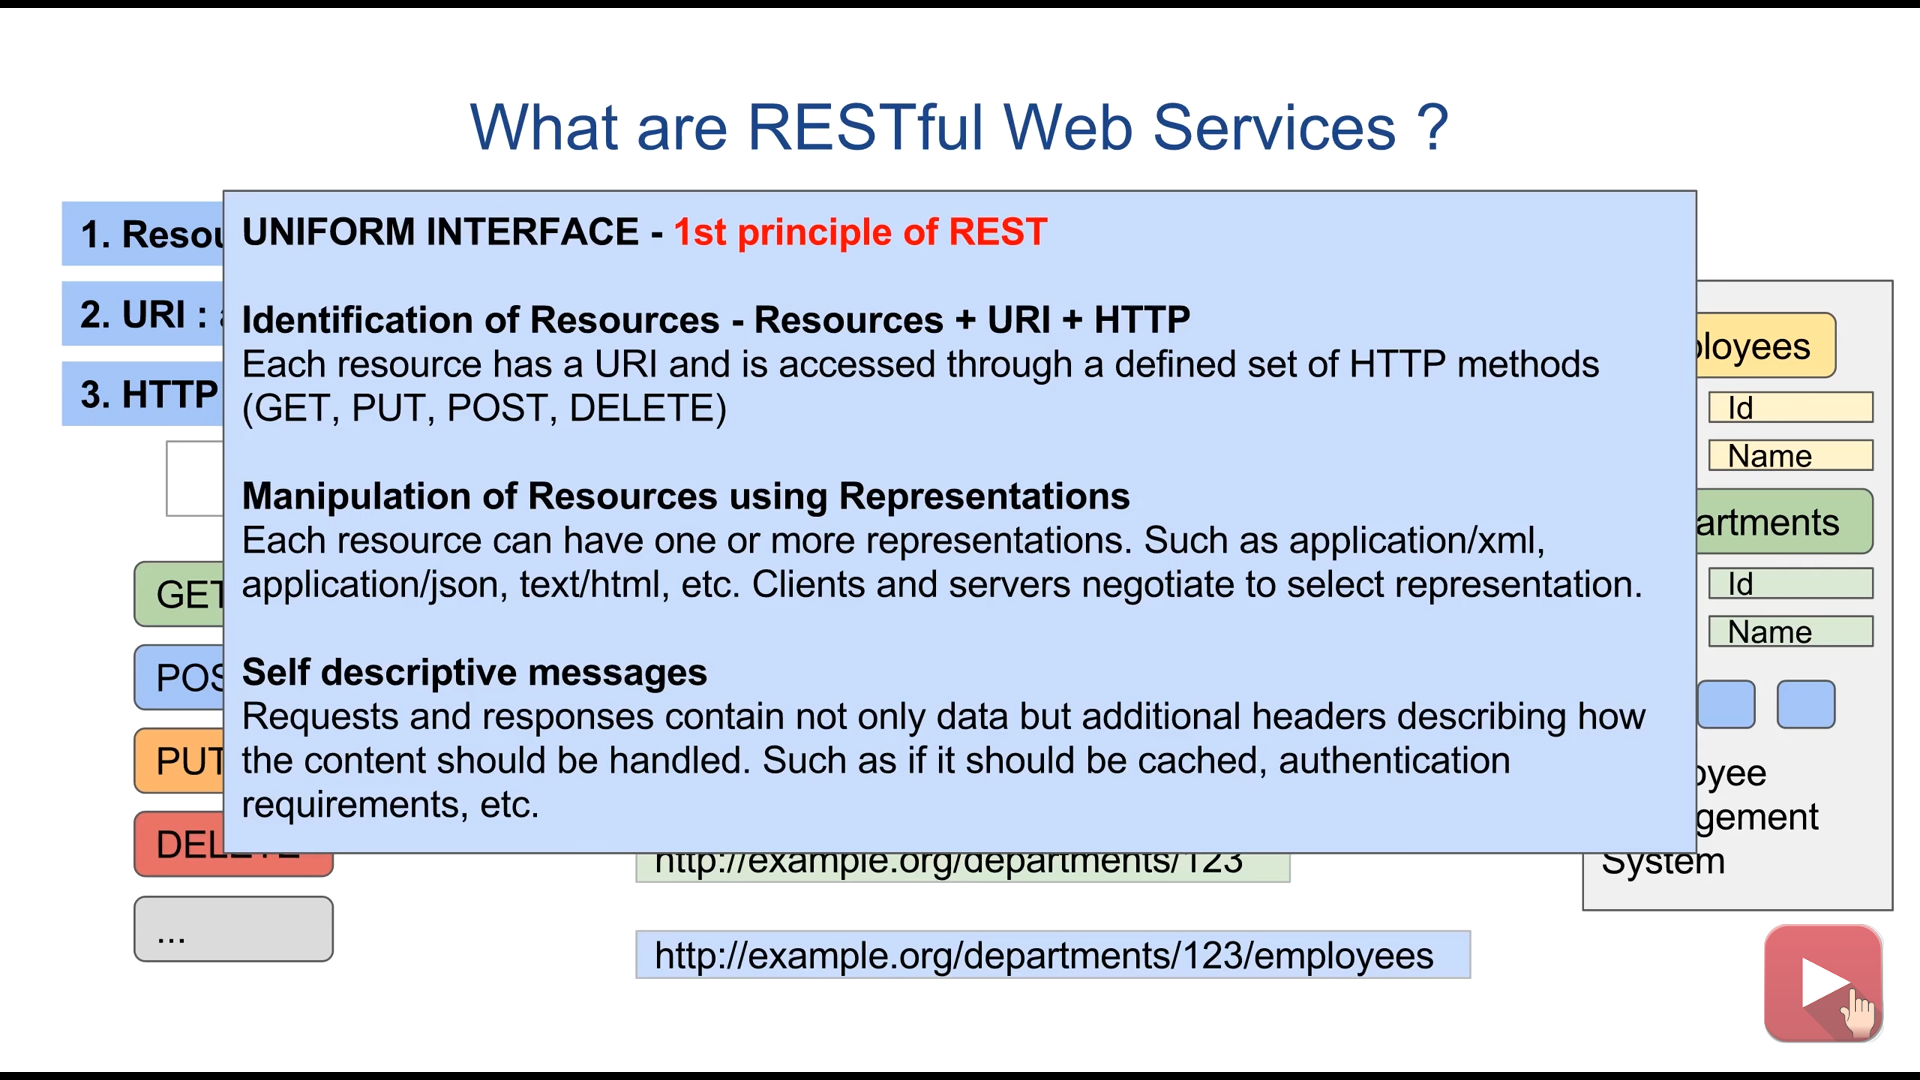 What are RESTful Web Services ?
1. Resou
2. URI :
3. HTTP
UNIFORM INTERFACE - 1st principle of REST
Identification of Resources - Resources + URI + HTTP
Each resource has a URI and is accessed through a defined set of HTTP methods
(GET, PUT, POST, DELETE)
Manipulation of Resources using Representations
Each resource can have one or more representations. Such as application/xml,
application/json, text/html, etc. Clients and servers negotiate to select representation.
Self descriptive messages
Requests and responses contain not only data but additional headers describing how
the content should be handled. Such as if it should be cached, authentication
requirements, etc.
GET
POS
PUT
DELETE
...
http://example.org/departments/123
http://example.org/departments/123/employees
ployees
Id
Name
artments
Id
Name
oyee
gement
System